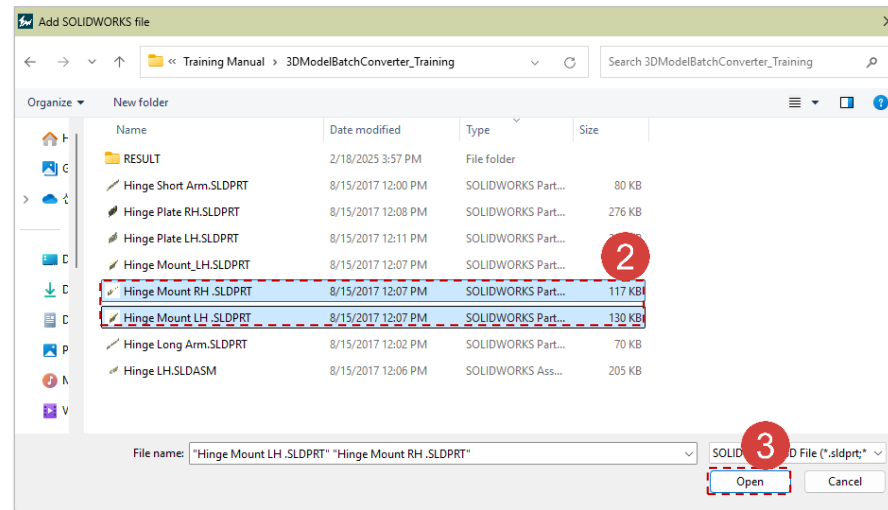 Add SOLIDWORKS file
« Training Manual › 3DModelBatchConverter_Training
Search 3DModelBatchConverter_Training
Organize
New folder
Name Date modified Type Size
RESULT 2/18/2025 3:57 PM File folder
Hinge Short Arm.SLDPRT 8/15/2017 12:00 PM SOLIDWORKS Part... 80 KB
Hinge Plate RH.SLDPRT 8/15/2017 12:08 PM SOLIDWORKS Part... 276 KB
Hinge Plate LH.SLDPRT 8/15/2017 12:11 PM SOLIDWORKS Part...
2
Hinge Mount_LH.SLDPRT 8/15/2017 12:07 PM SOLIDWORKS Part...
Hinge Mount RH .SLDPRT 8/15/2017 12:07 PM SOLIDWORKS Part... 117 KB
Hinge Mount LH .SLDPRT 8/15/2017 12:07 PM SOLIDWORKS Part... 130 KB
Hinge Long Arm.SLDPRT 8/15/2017 12:02 PM SOLIDWORKS Part... 70 KB
Hinge LH.SLDASM 8/15/2017 12:06 PM SOLIDWORKS Ass... 205 KB
File name: "Hinge Mount LH .SLDPRT" "Hinge Mount RH .SLDPRT"
3
D File (*.sldprt;*
Open Cancel